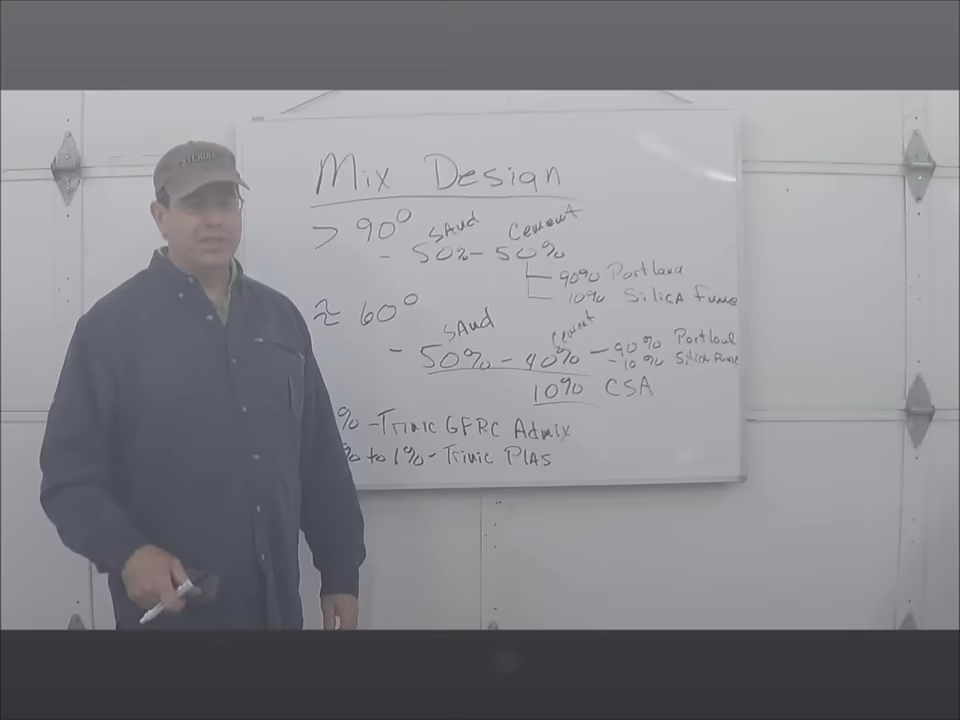 Mix Design
> 90°
SAnd Cement
- 50% - 50%
90% Portland
10% SilicA Fume
≈ 60°
SAnd Cement
- 50% - 40% - 90% Portland
- 10% Silica Fume
10% CSA
% - Trinic GFRC Admix
% to 1% - Trinic PlAs